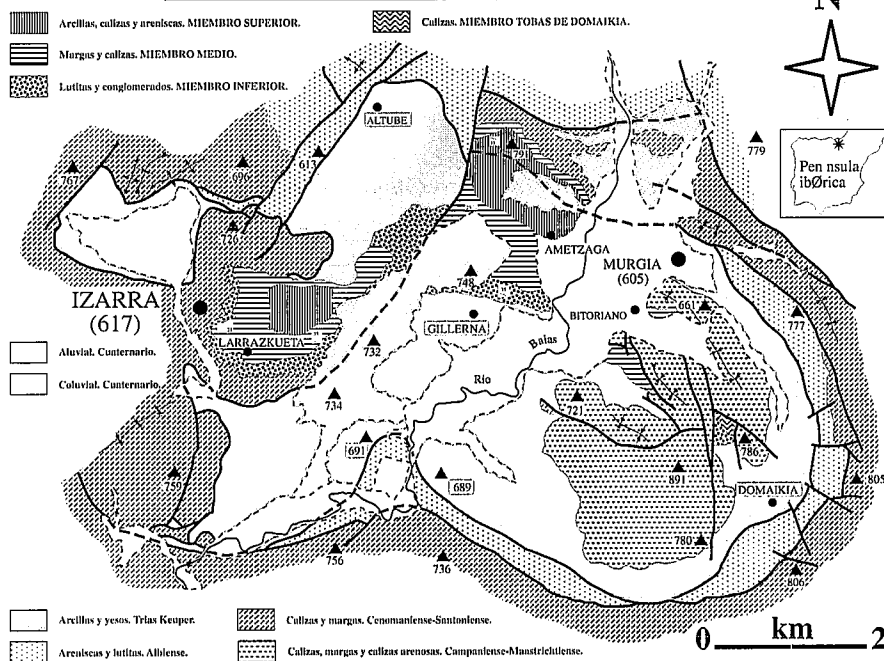 N
Arcillas, calizas y areniscas. MIEMBRO SUPERIOR.
Calizas. MIEMBRO TOBAS DE DOMAIKIA.
Margas y calizas. MIEMBRO MEDIO.
Lutitas y conglomerados. MIEMBRO INFERIOR.
ALTUBE
Pen nsula
ibØrica
767
696
617
791
779
726
AMETZAGA
MURGIA
(605)
IZARRA
(617)
748
GILLERNA
BITORIANO
661
777
LARRAZKUETA
732
Baias
Río
Aluvial. Cuaternario.
Coluvial. Cuaternario.
734
721
691
786
759
689
891
805
DOMAIKIA
780
756
736
806
Arcillas y yesos. Trias Keuper.
Calizas y margas. Cenomaniense-Santoniense.
Areniscas y lutitas. Albiense.
Calizas, margas y calizas arenosas. Campaniense-Maastrichtiense.
0 km 2